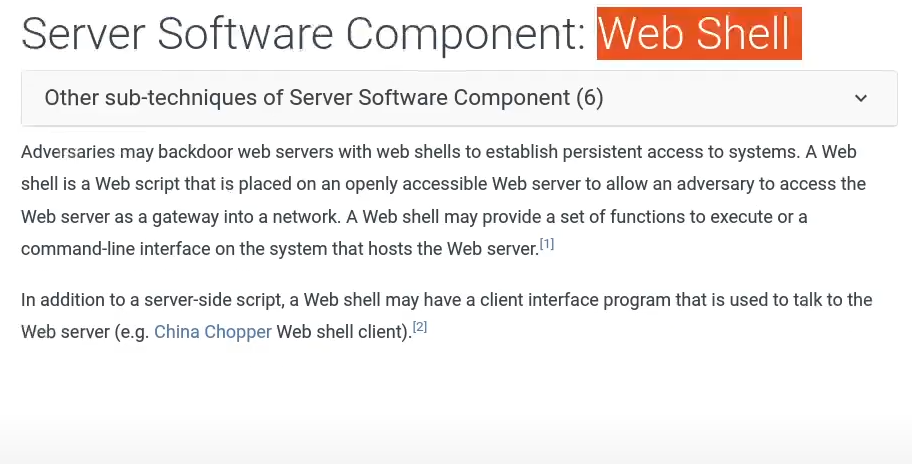 Server Software Component: Web Shell
Other sub-techniques of Server Software Component (6)
Adversaries may backdoor web servers with web shells to establish persistent access to systems. A Web
shell is a Web script that is placed on an openly accessible Web server to allow an adversary to access the
Web server as a gateway into a network. A Web shell may provide a set of functions to execute or a
command-line interface on the system that hosts the Web server.[1]
In addition to a server-side script, a Web shell may have a client interface program that is used to talk to the
Web server (e.g. China Chopper Web shell client).[2]